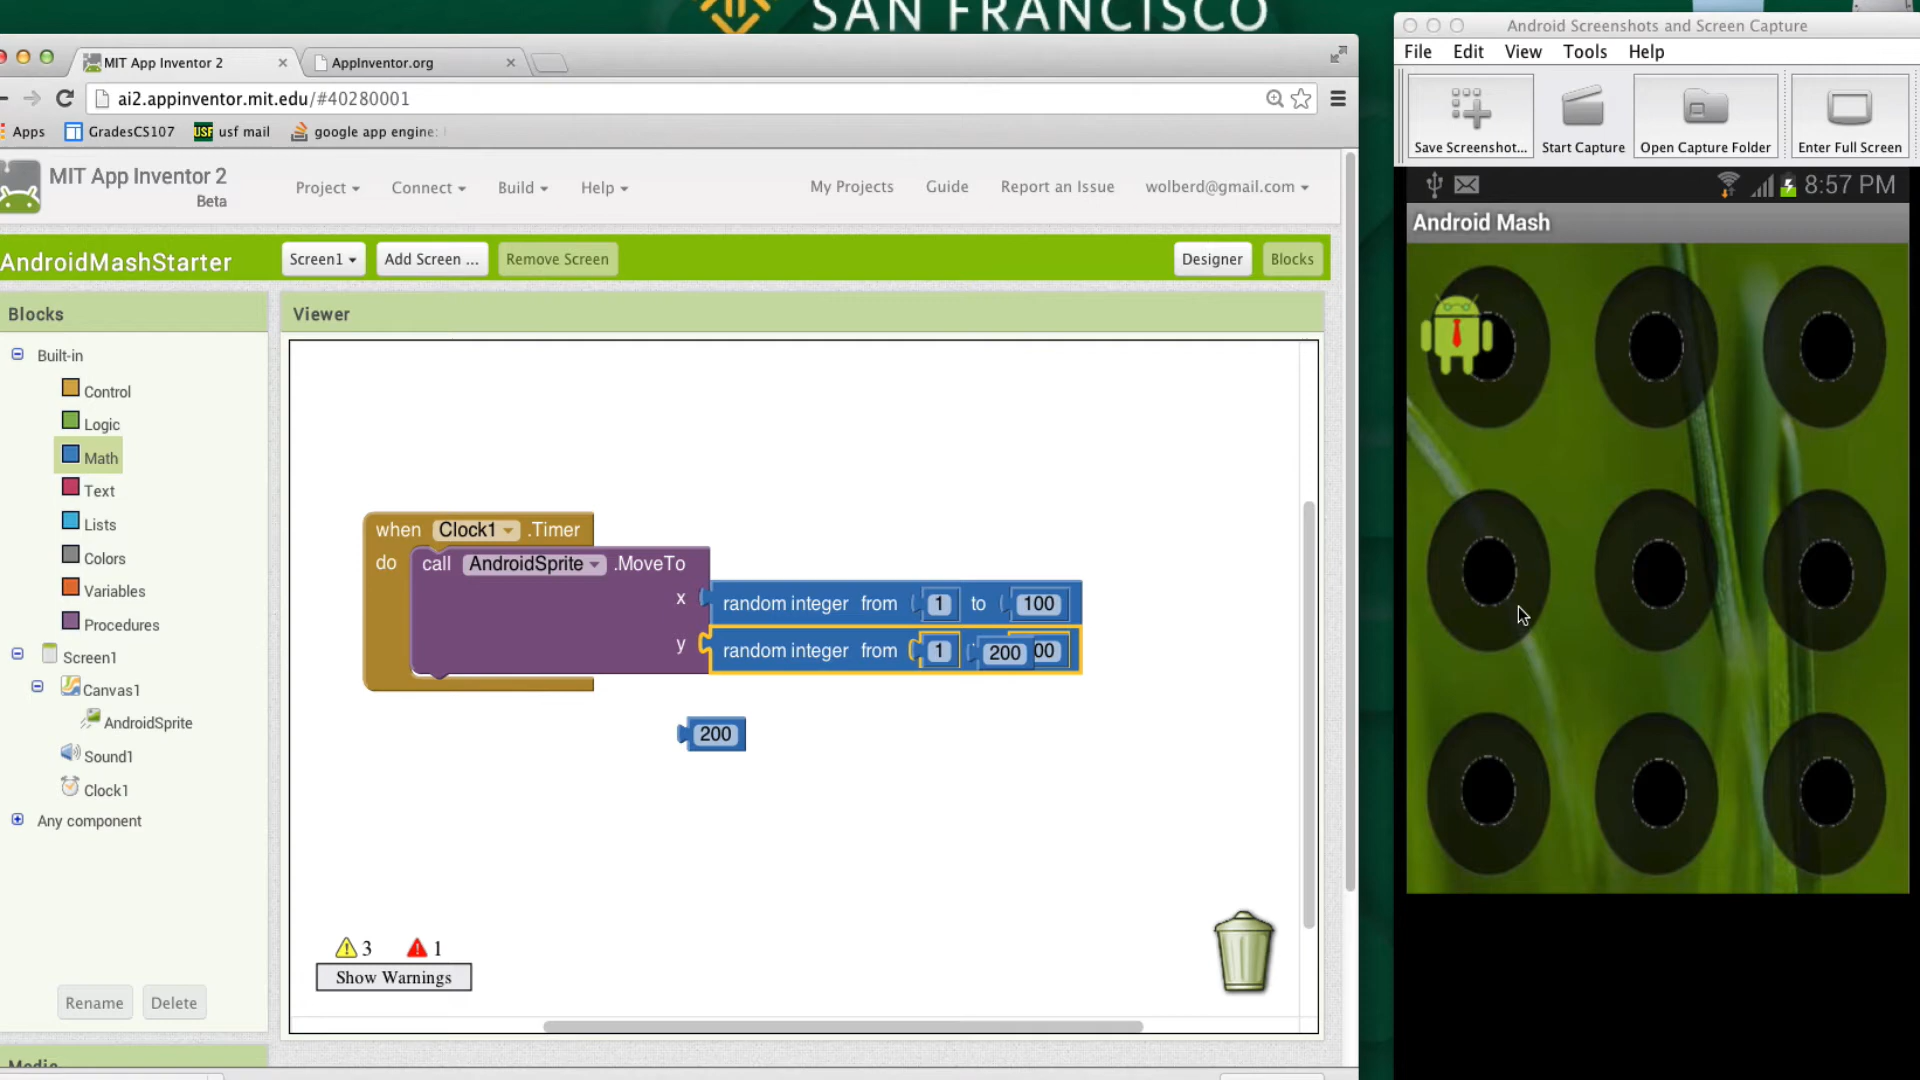 SAN FRANCISCO
MIT App Inventor 2
AppInventor.org
ai2.appinventor.mit.edu/#40280001
Apps
GradesCS107
USF usf mail
google app engine:
MIT App Inventor 2
Beta
Project
Connect
Build
Help
My Projects
Guide
Report an Issue
wolberd@gmail.com
AndroidMashStarter
Screen1
Add Screen ...
Remove Screen
Designer
Blocks
Blocks
Viewer
Built-in
Control
Logic
Math
Text
Lists
Colors
Variables
Procedures
Screen1
Canvas1
AndroidSprite
Sound1
Clock1
Any component
Rename
Delete
Media
when Clock1 .Timer
do call AndroidSprite .MoveTo
x random integer from 1 to 100
y random integer from 1 200 00
200
3 1
Show Warnings
Android Screenshots and Screen Capture
File Edit View Tools Help
Save Screenshot...
Start Capture
Open Capture Folder
Enter Full Screen
8:57 PM
Android Mash